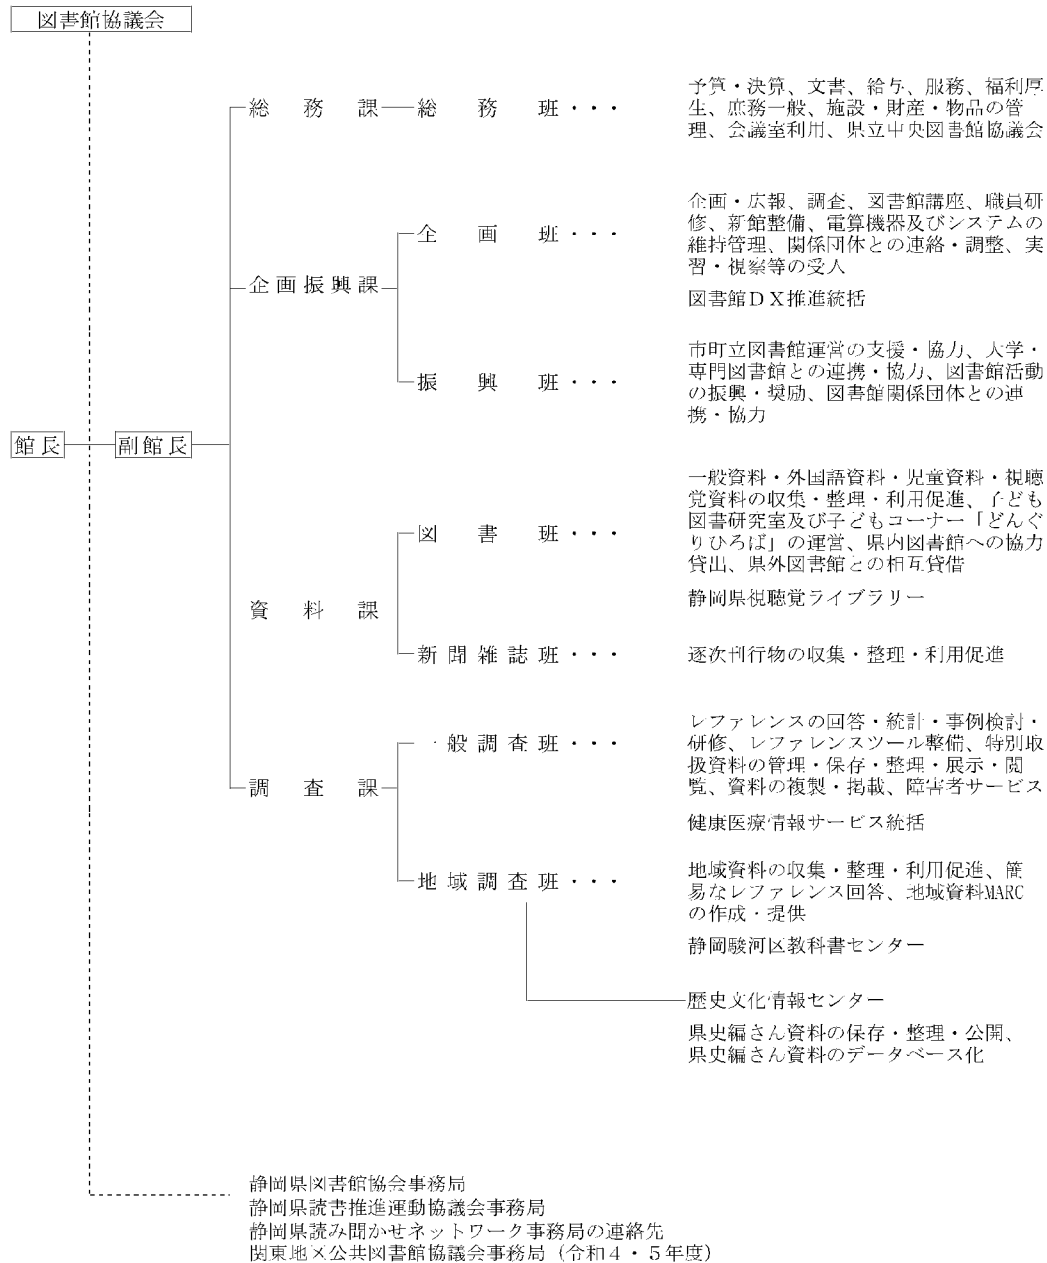 図書館協議会
総務課
総務班・・・
予算・決算、文書、給与、服務、福利厚
生、庶務一般、施設・財産・物品の管
理、会議室利用、県立中央図書館協議会
企画振興課
企画班・・・
企画・広報、調査、図書館講座、職員研
修、新館整備、電算機器及びシステムの
維持管理、関係団体との連絡・調整、実
習・視察等の受入
図書館DX推進統括
振興班・・・
市町立図書館運営の支援・協力、大学・
専門図書館との連携・協力、図書館活動
の振興・奨励、図書館関係団体との連
携・協力
館長
副館長
資料課
図書班・・・
一般資料・外国語資料・児童資料・視聴
覚資料の収集・整理・利用促進、子ども
図書研究室及び子どもコーナー「どんぐ
りひろば」の運営、県内図書館への協力
貸出、県外図書館との相互貸借
静岡県視聴覚ライブラリー
新聞雑誌班・・・
逐次刊行物の収集・整理・利用促進
調査課
一般調査班・・・
レファレンスの回答・統計・事例検討・
研修、レファレンスツール整備、特別取
扱資料の管理・保存・整理・展示・閲
覧、資料の複製・掲載、障害者サービス
健康医療情報サービス統括
地域調査班・・・
地域資料の収集・整理・利用促進、簡
易なレファレンス回答、地域資料MARC
の作成・提供
静岡駿河区教科書センター
歴史文化情報センター
県史編さん資料の保存・整理・公開、
県史編さん資料のデータベース化
静岡県図書館協会事務局
静岡県読書推進運動協議会事務局
静岡県読み聞かせネットワーク事務局の連絡先
関東地区公共図書館協議会事務局（令和４・５年度）